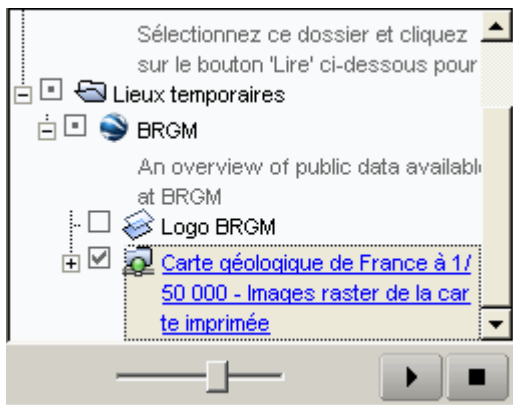 Sélectionnez ce dossier et cliquez
sur le bouton 'Lire' ci-dessous pour
Lieux temporaires
BRGM
An overview of public data availabl
at BRGM
Logo BRGM
Carte géologique de France à 1/
50 000 - Images raster de la car
te imprimée